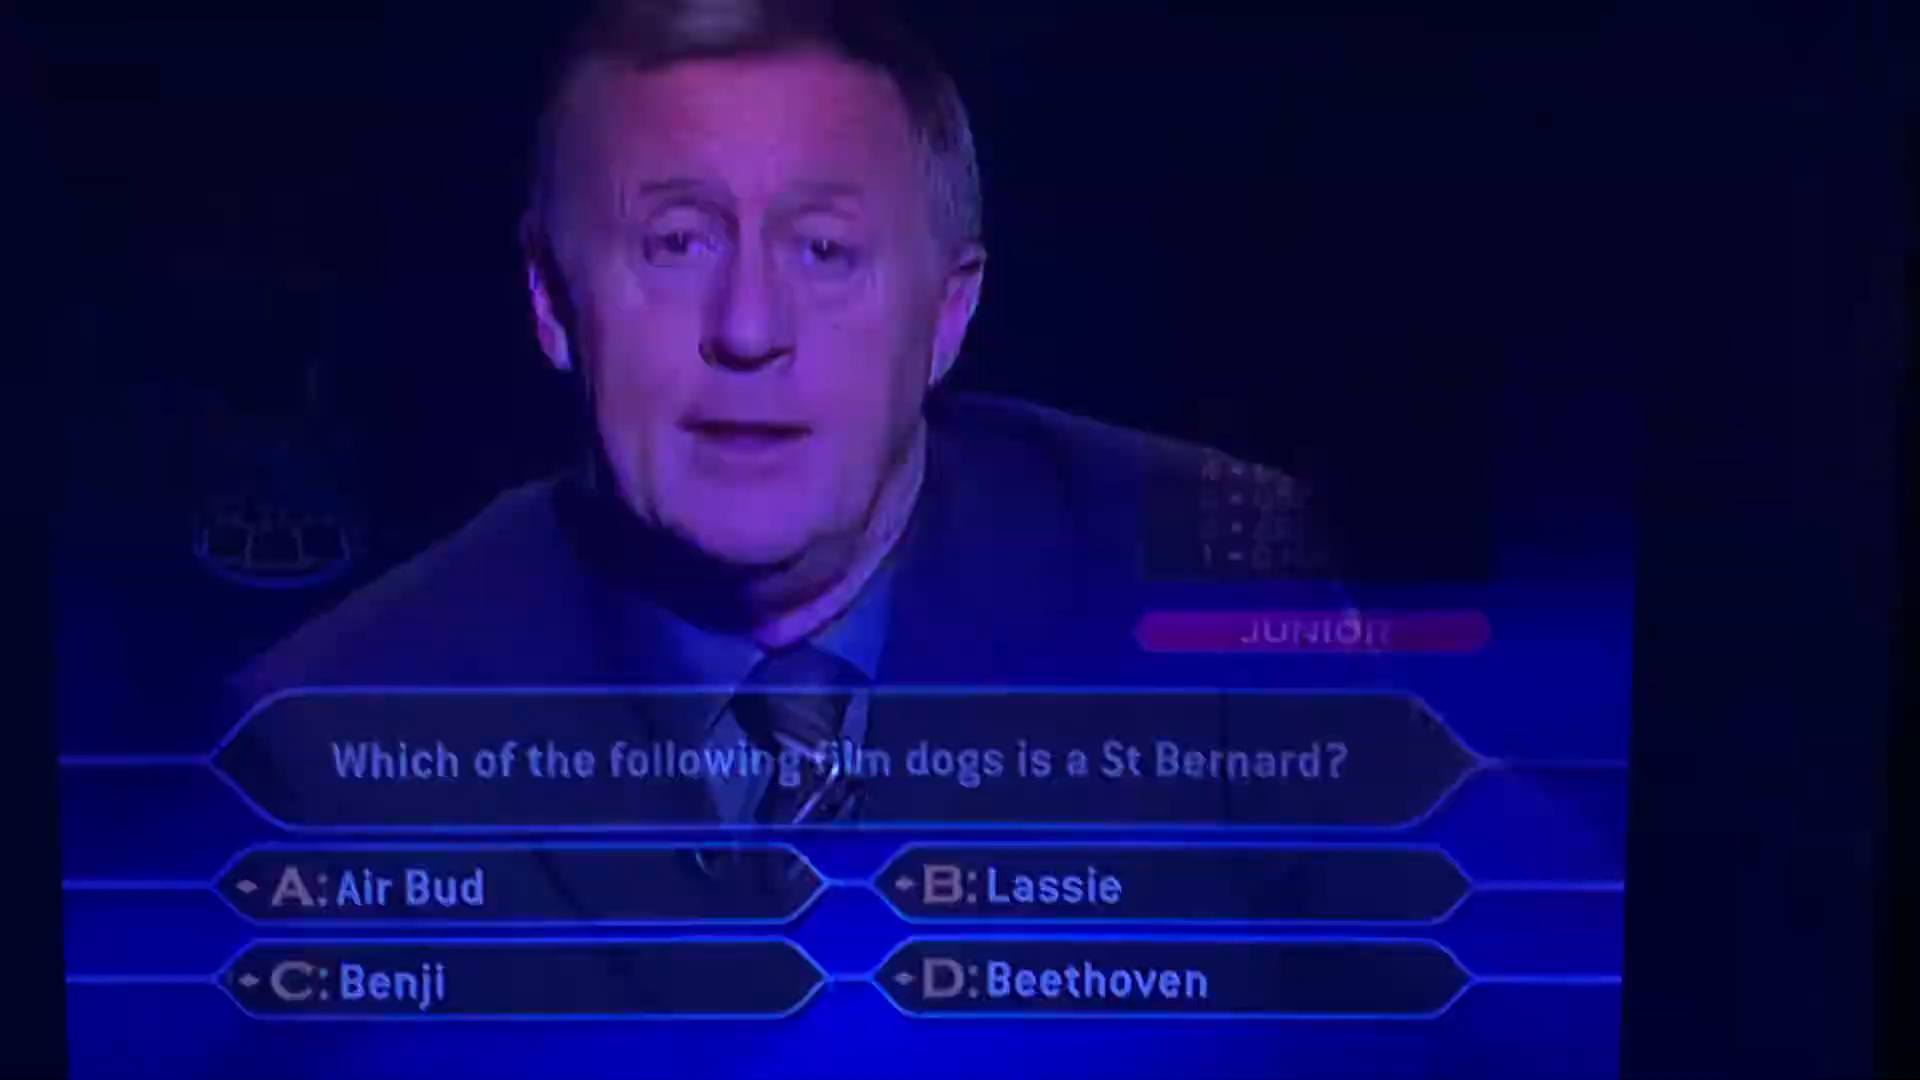 JUNIOR
Which of the following film dogs is a St Bernard?
A: Air Bud
B: Lassie
C: Benji
D: Beethoven